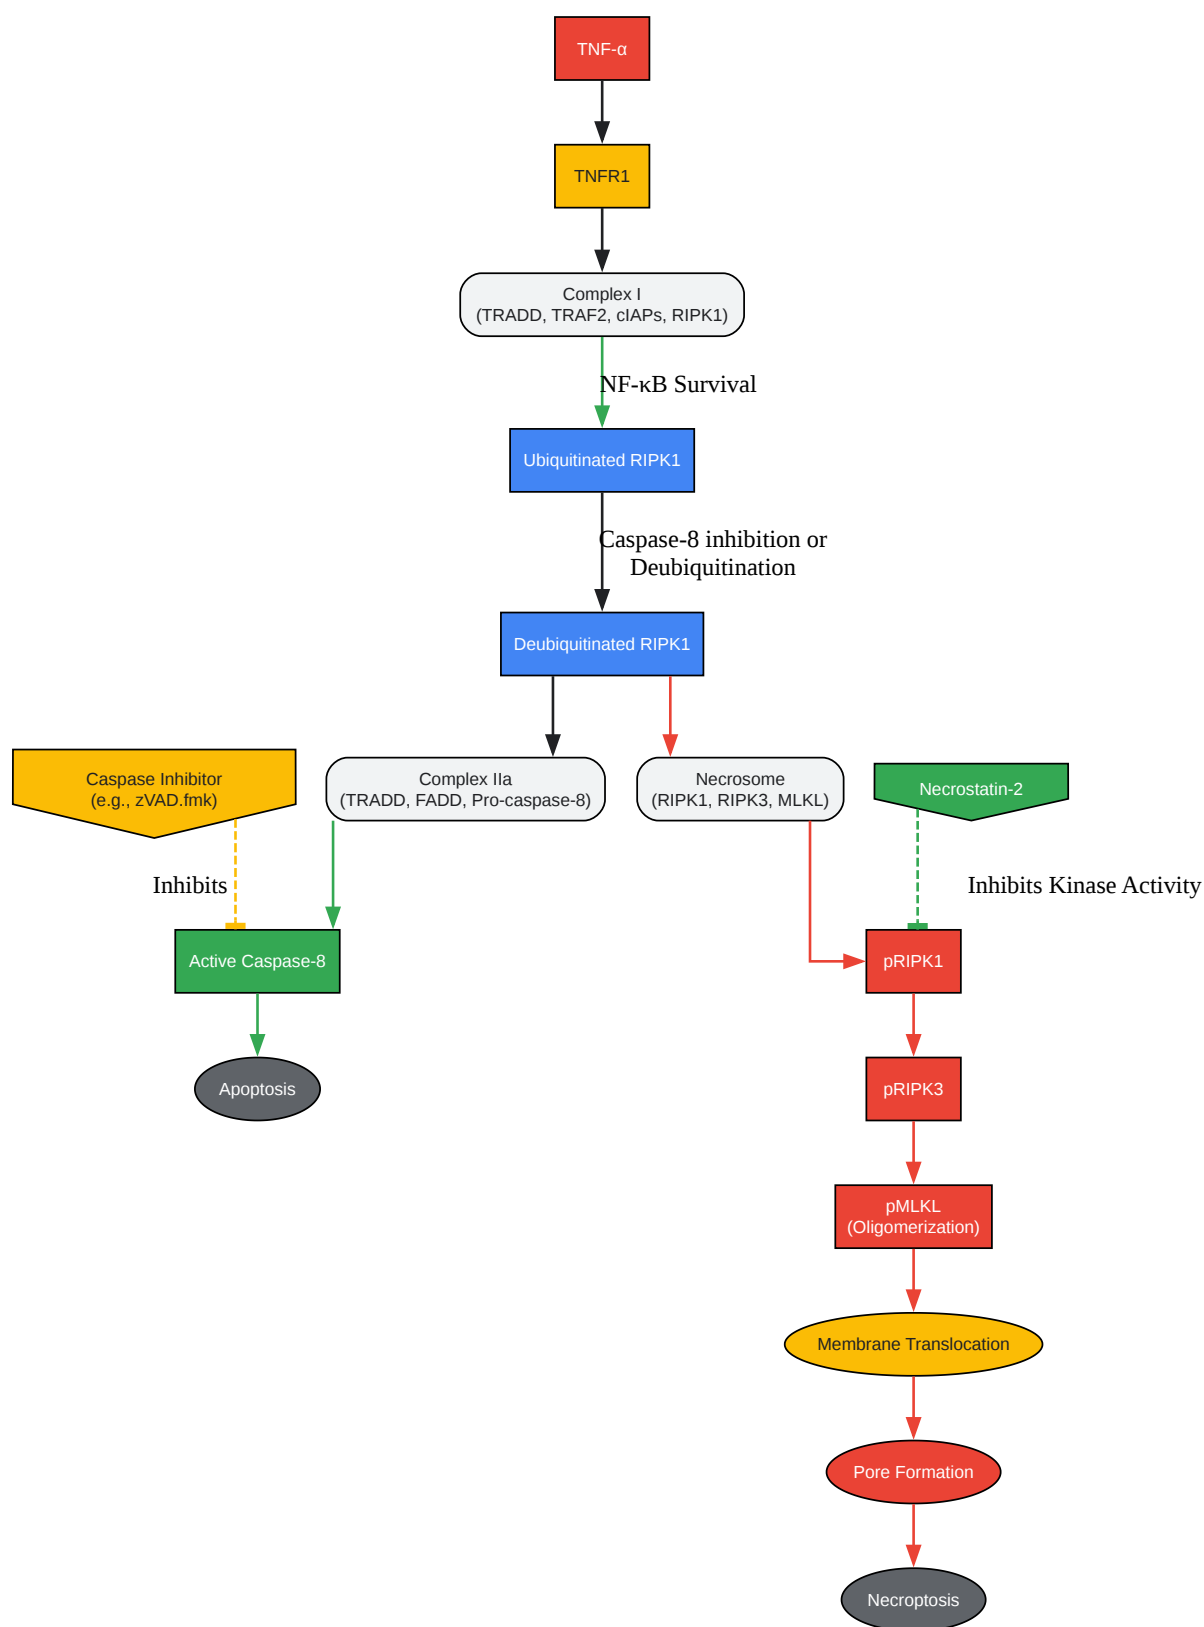 TNF-α
TNFR1
Complex I
(TRADD, TRAF2, cIAPs, RIPK1)
NF-κB Survival
Ubiquitinated RIPK1
Caspase-8 inhibition or
Deubiquitination
Deubiquitinated RIPK1
Caspase Inhibitor
(e.g., zVAD.fmk)
Complex IIa
(TRADD, FADD, Pro-caspase-8)
Necrosome
(RIPK1, RIPK3, MLKL)
Necrostatin-2
Inhibits
Inhibits Kinase Activity
Active Caspase-8
pRIPK1
Apoptosis
pRIPK3
pMLKL
(Oligomerization)
Membrane Translocation
Pore Formation
Necroptosis